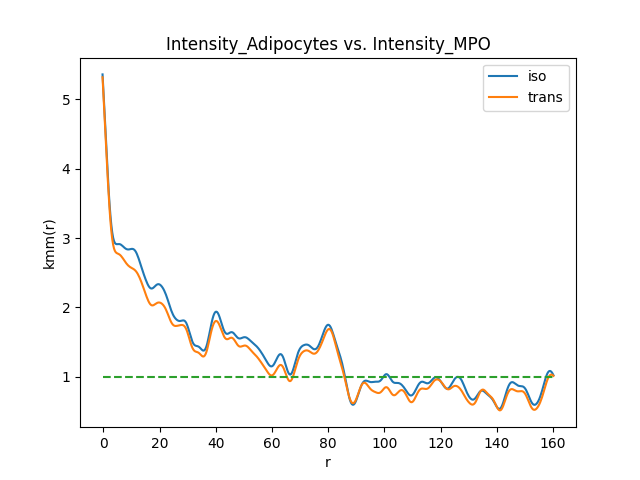 Intensity_Adipocytes vs. Intensity_MPO
iso
trans
kmm(r)
5
4
3
2
1
0 20 40 60 80 100 120 140 160
r